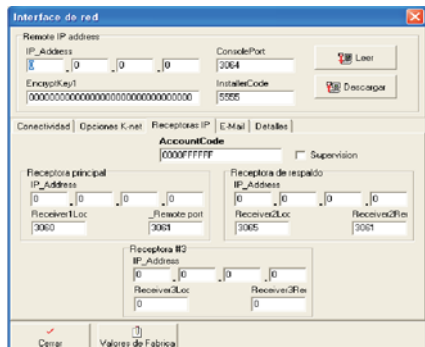 Interface de red
Remote IP address
IP_Address
0 . 0 . 0 . 0
ConsolePort
3064
Leer
EncryptKey1
00000000000000000000000000000000
InstallerCode
5555
Descargar
Conectividad Opciones K-net Receptoras IP E-Mail Detalles
AccountCode
0000FFFFFF
Supervision
Receptora principal
IP_Address
0 . 0 . 0 . 0
Receiver1Loc _Remote port
3060 3061
Receptora de respaldo
IP_Address
0 . 0 . 0 . 0
Receiver2Loc Receiver2Rer
3065 3061
Receptora #3
IP_Address
0 . 0 . 0 . 0
Receiver3Loc Receiver3Rer
0 0
Cerrar Valores de Fabrica